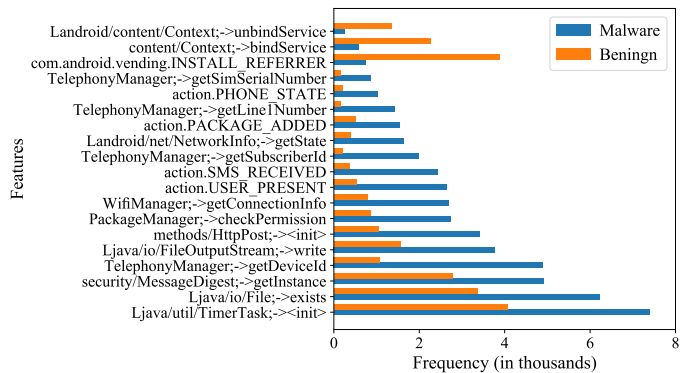 Landroid/content/Context;->unbindService
content/Context;->bindService
com.android.vending.INSTALL_REFERRER
TelephonyManager;->getSimSerialNumber
action.PHONE_STATE
TelephonyManager;->getLine1Number
action.PACKAGE_ADDED
Landroid/net/NetworkInfo;->getState
TelephonyManager;->getSubscriberId
action.SMS_RECEIVED
action.USER_PRESENT
WifiManager;->getConnectionInfo
PackageManager;->checkPermission
methods/HttpPost;-><init>
Ljava/io/FileOutputStream;->write
TelephonyManager;->getDeviceId
security/MessageDigest;->getInstance
Ljava/io/File;->exists
Ljava/util/TimerTask;-><init>
Features
Malware
Beningn
0 2 4 6 8
Frequency (in thousands)